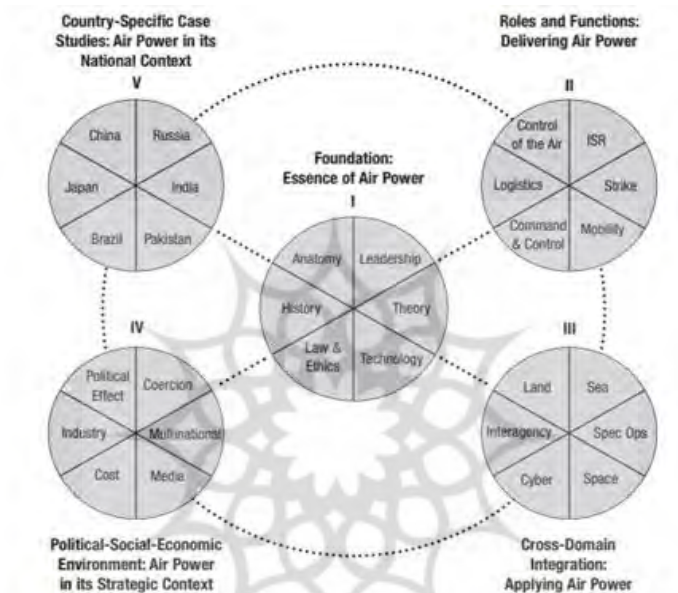 Country-Specific Case
Studies: Air Power in its
National Context
V
China
Russia
Japan
India
Brazil
Pakistan
Roles and Functions:
Delivering Air Power
II
Control
of the Air
ISR
Logistics
Strike
Command
& Control
Mobility
Foundation:
Essence of Air Power
I
Anatomy
Leadership
History
Theory
Law &
Ethics
Technology
IV
Political
Effect
Coercion
Industry
Multinational
Cost
Media
Political-Social-Economic
Environment: Air Power
in its Strategic Context
III
Land
Sea
Interagency
Spec Ops
Cyber
Space
Cross-Domain
Integration:
Applying Air Power